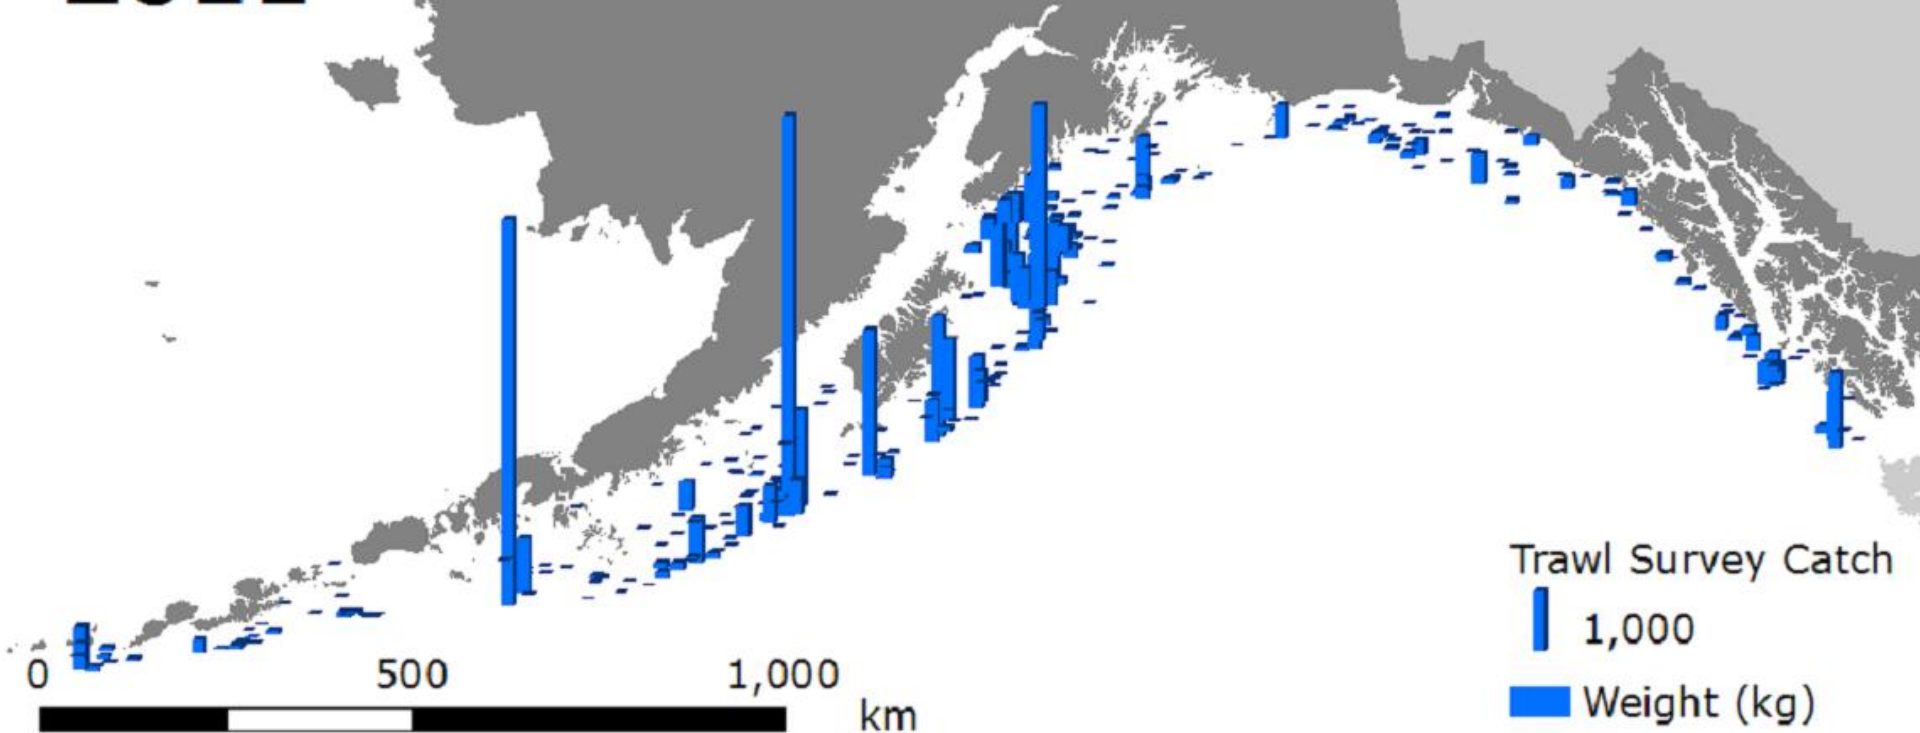 Trawl Survey Catch
1,000
Weight (kg)
0 500 1,000
km